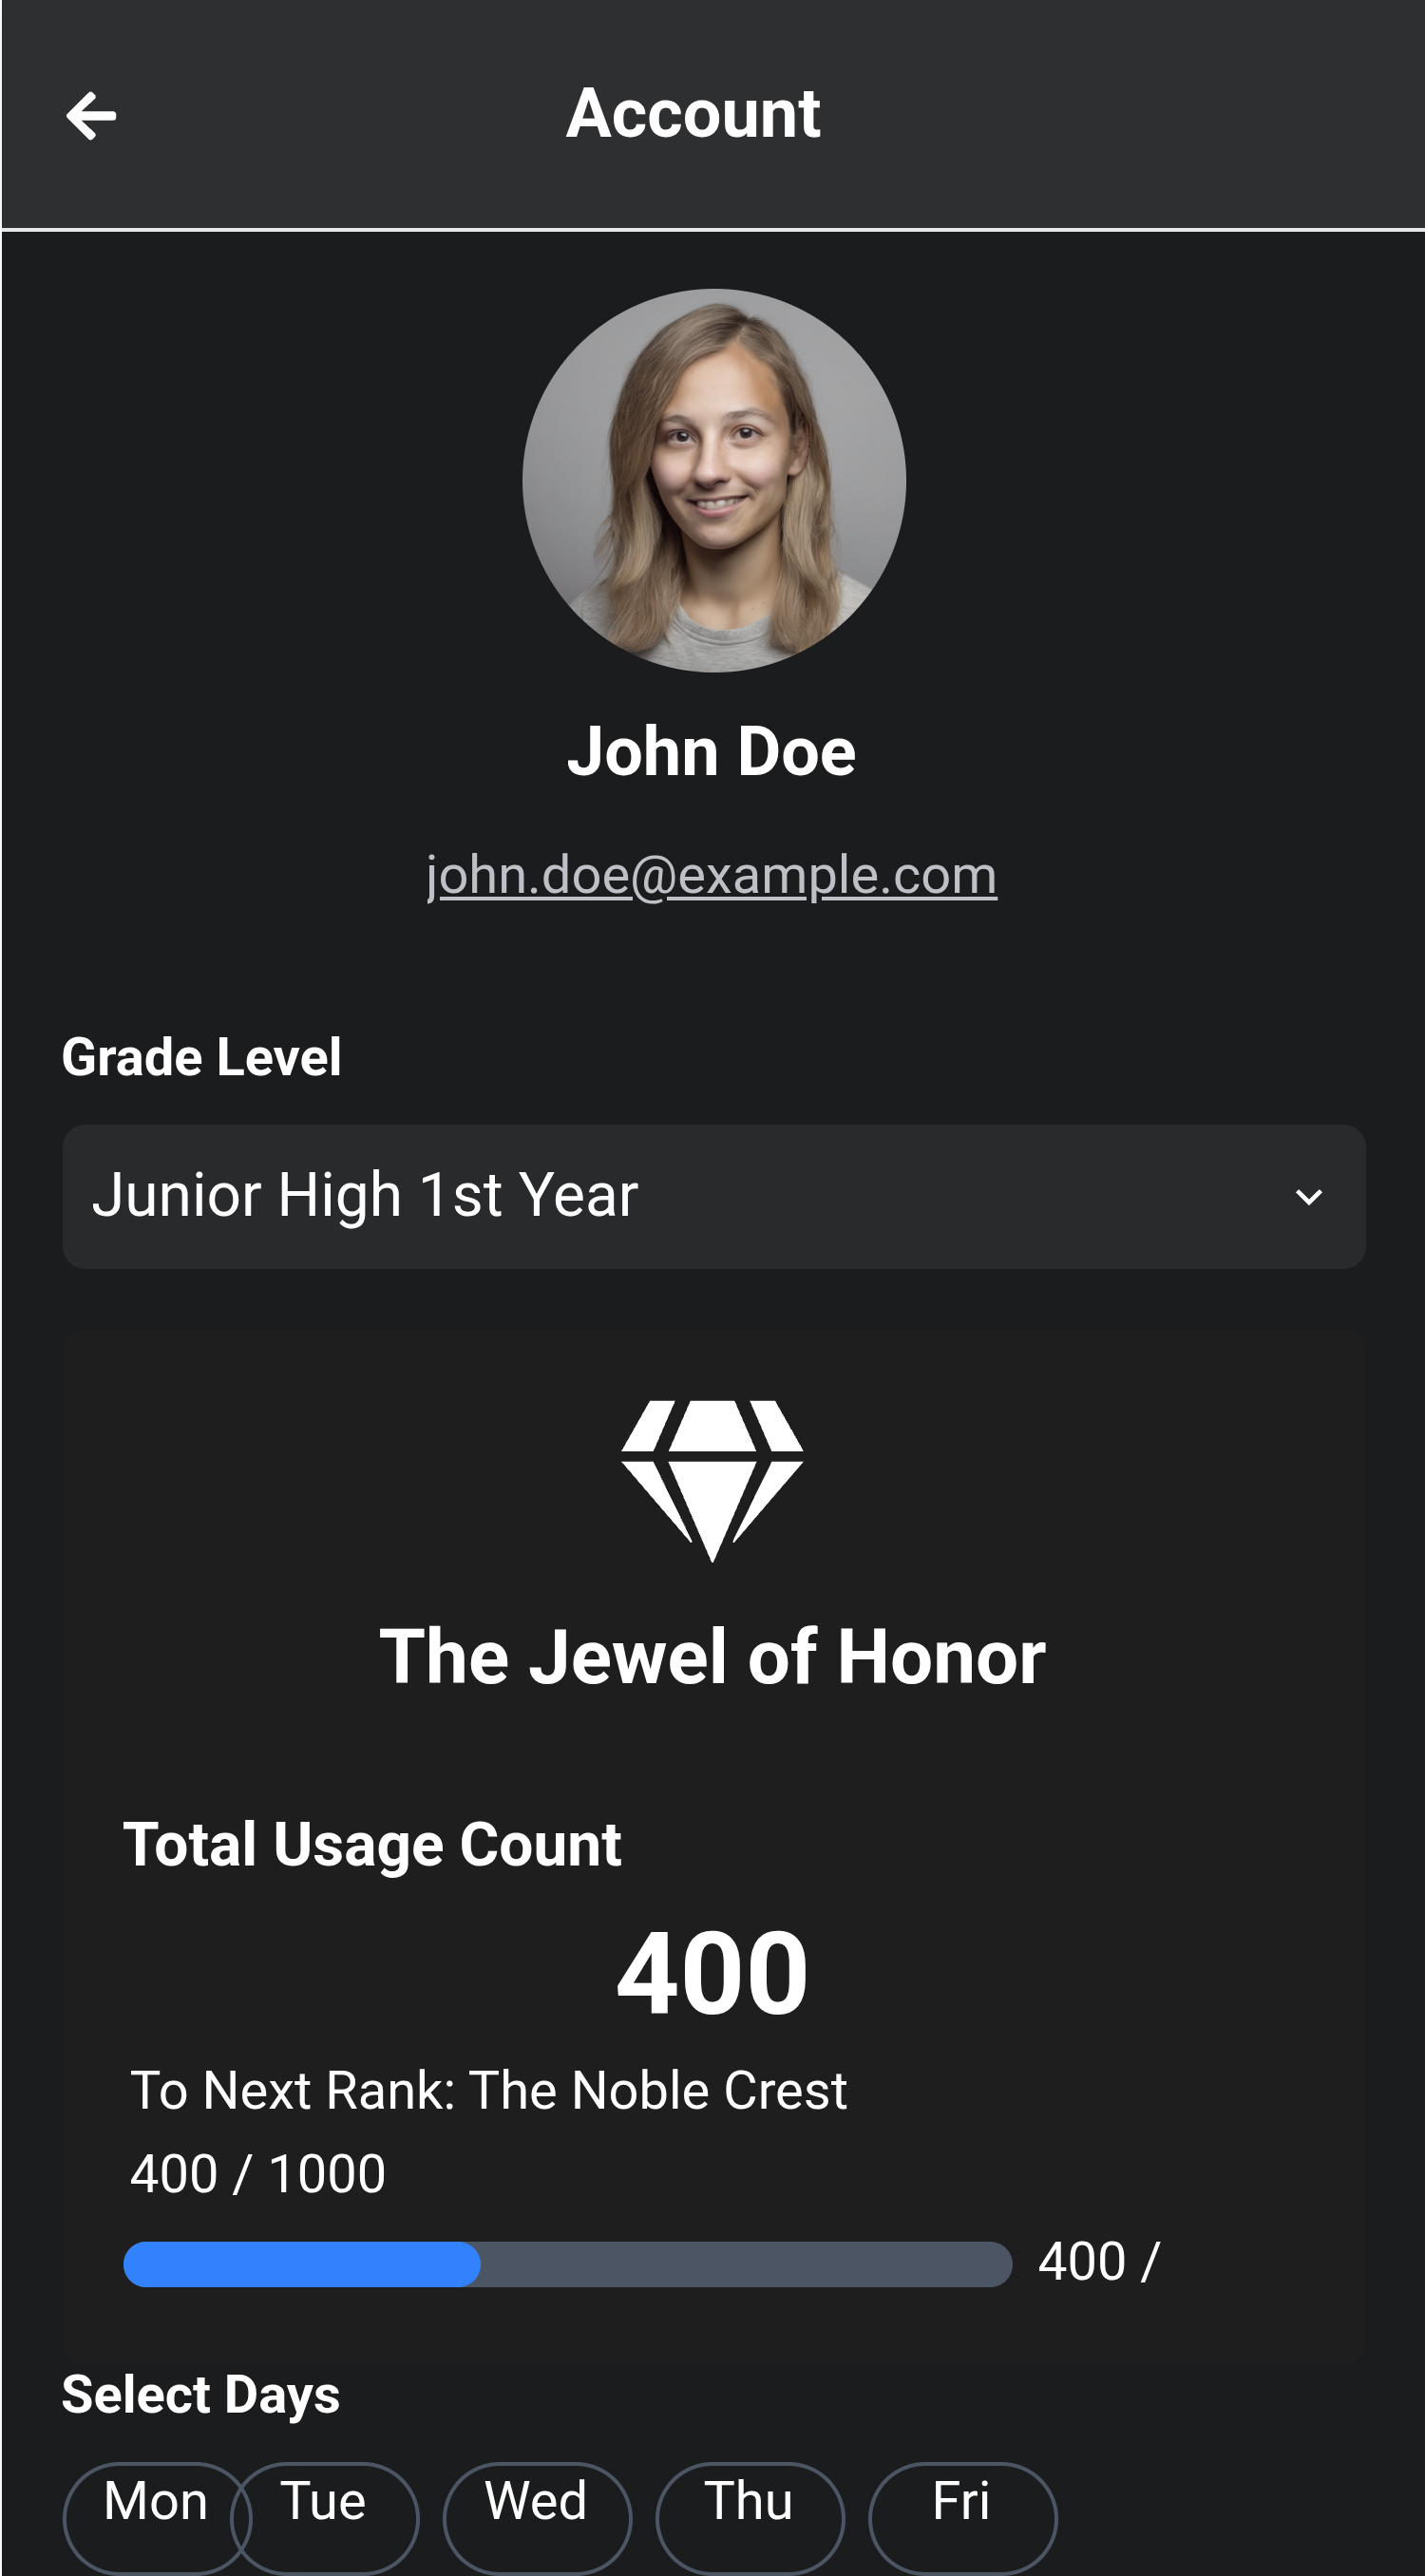 Account
John Doe
john.doe@example.com
Grade Level
Junior High 1st Year
The Jewel of Honor
Total Usage Count
400
To Next Rank: The Noble Crest
400 / 1000
400 /
Select Days
Mon Tue Wed Thu Fri